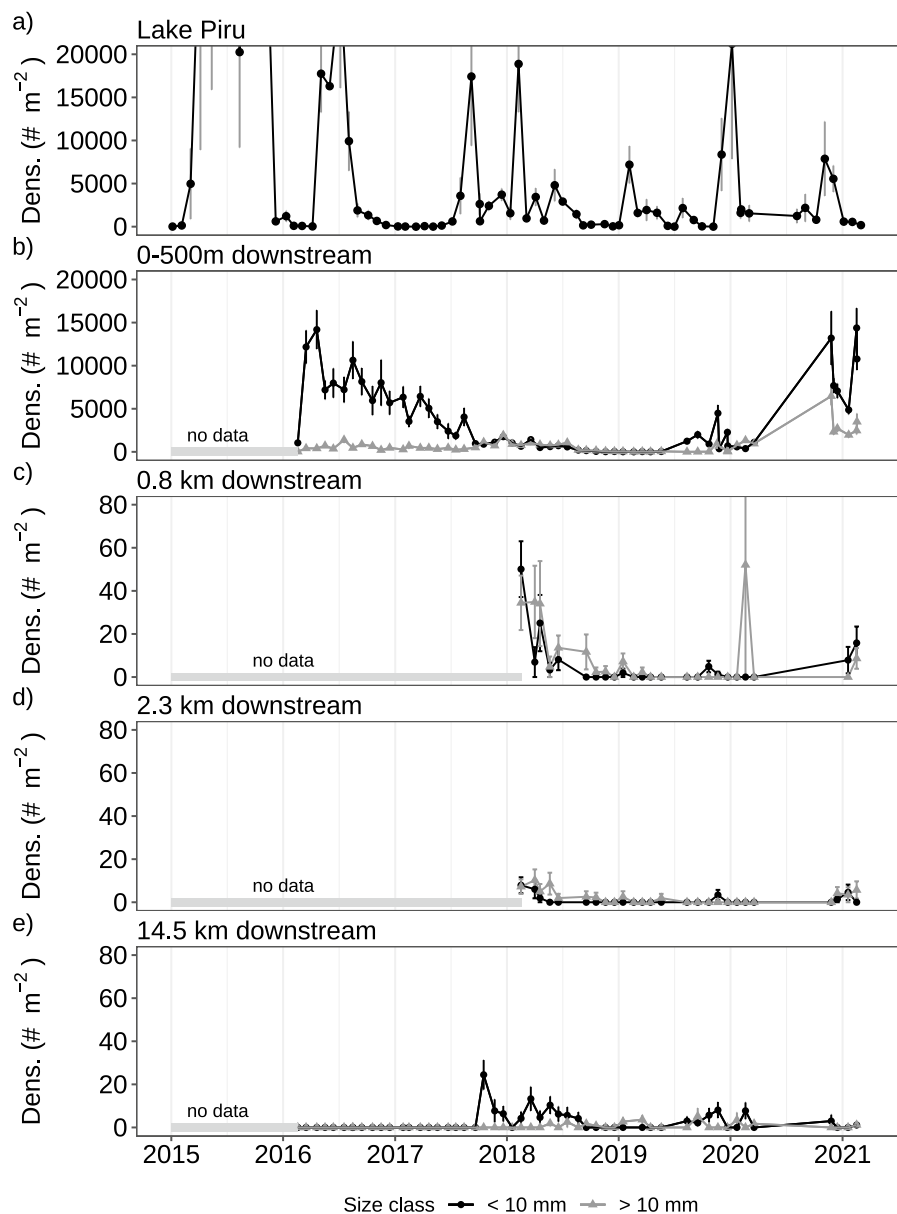 a)
Lake Piru
Dens. (# m⁻²)
20000
15000
10000
5000
0
b)
0-500m downstream
Dens. (# m⁻²)
20000
15000
10000
5000
0
no data
c)
0.8 km downstream
Dens. (# m⁻²)
80
60
40
20
0
no data
d)
2.3 km downstream
Dens. (# m⁻²)
80
60
40
20
0
no data
e)
14.5 km downstream
Dens. (# m⁻²)
80
60
40
20
0
no data
2015 2016 2017 2018 2019 2020 2021
Size class < 10 mm > 10 mm